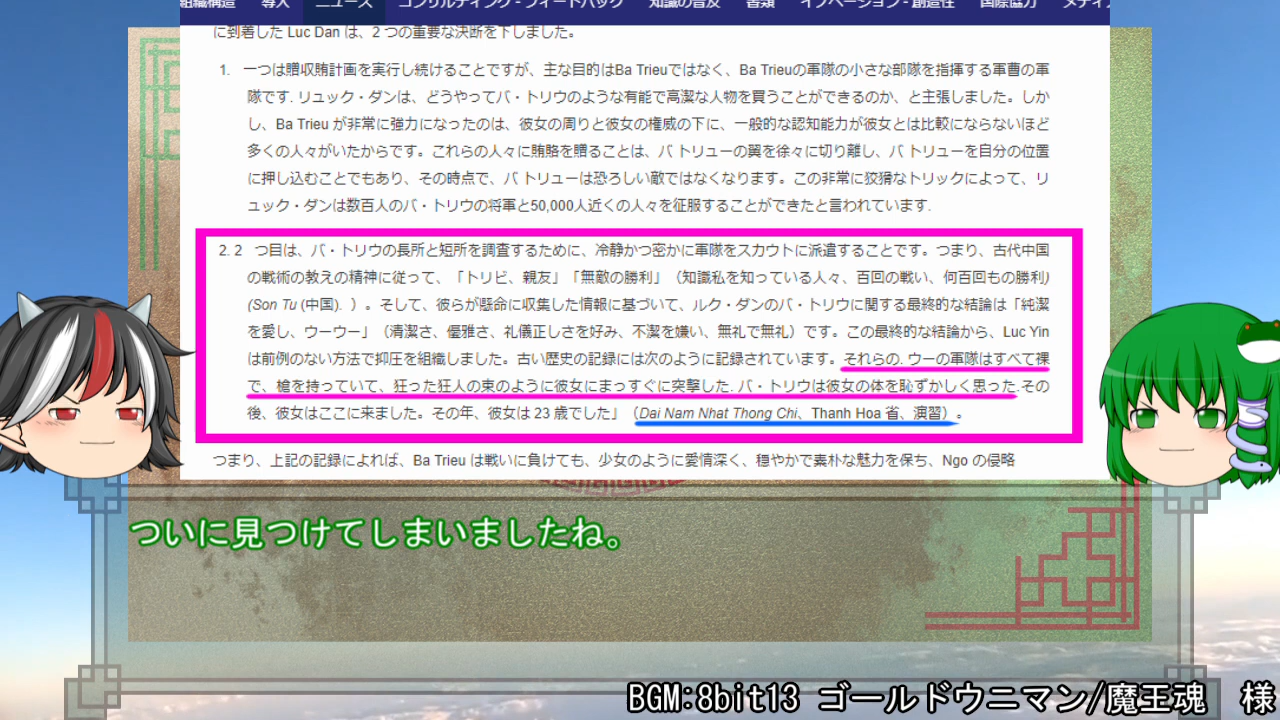 組織構造 導入 ニュース コンサルティング - フィードバック 知識の普及 書類 イノベーション - 創造性 国際協力 メディア
に到着した Luc Dan は、2 つの重要な決断を下しました。
1. 一つは贈収賄計画を実行し続けることですが、主な目的はBa Trieuではなく、Ba Trieuの軍隊の小さな部隊を指揮する軍曹の軍
隊です. リュック・ダンは、どうやってバ・トリウのような有能で高潔な人物を買うことができるのか、と主張しました。しか
し、Ba Trieu が非常に強力になったのは、彼女の周りと彼女の権威の下に、一般的な認知能力が彼女とは比較にならないほど
多くの人々がいたからです。これらの人々に賄賂を贈ることは、バ トリューの翼を徐々に切り離し、バ トリューを自分の位置
に押し込むことでもあり、その時点で、バ トリューは恐ろしい敵ではなくなります。この非常に狡猾なトリックによって、リ
ュック・ダンは数百人のバ・トリウの将軍と50,000人近くの人々を征服することができたと言われています.
2. 2 つ目は、バ・トリウの長所と短所を調査するために、冷静かつ密かに軍隊をスカウトに派遣することです。つまり、古代中国
の戦術の教えの精神に従って、「トリビ、親友」「無敵の勝利」（知識私を知っている人々、百回の戦い、何百回もの勝利)
(Son Tu (中国). ）。そして、彼らが懸命に収集した情報に基づいて、ルク・ダンのバ・トリウに関する最終的な結論は「純潔
を愛し、ウーウー」（清潔さ、優雅さ、礼儀正しさを好み、不潔を嫌い、無礼で無礼）です。この最終的な結論から、Luc Yin
は前例のない方法で抑圧を組織しました。古い歴史の記録には次のように記録されています。それらの. ウーの軍隊はすべて裸
で、槍を持っていて、狂った狂人の束のように彼女にまっすぐに突撃した. バ・トリウは彼女の体を恥ずかしく思った.その
後、彼女はここに来ました。その年、彼女は 23 歳でした」（Dai Nam Nhat Thong Chi、Thanh Hoa 省、演習）。
つまり、上記の記録によれば、Ba Trieu は戦いに負けても、少女のように愛情深く、穏やかで素朴な魅力を保ち、Ngo の侵略
ついに見つけてしまいましたね。
BGM:8bit13 ゴールドウニマン/魔王魂 様